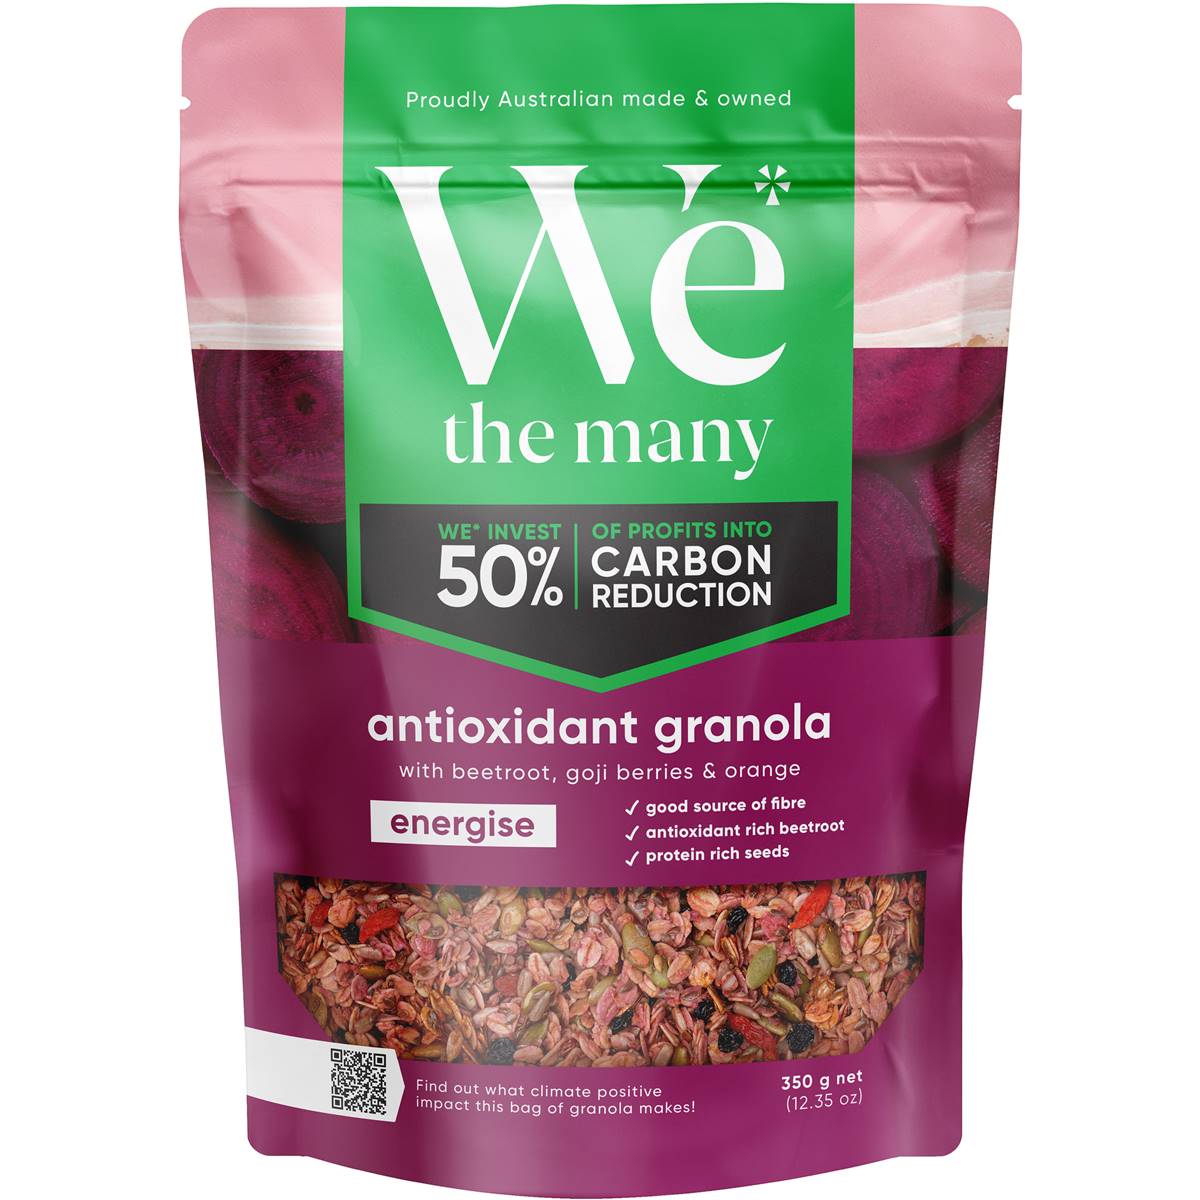 Proudly Australian made & owned
We*
the many
WE* INVEST
50%
OF PROFITS INTO
CARBON
REDUCTION
antioxidant granola
with beetroot, goji berries & orange
energise
✓ good source of fibre
✓ antioxidant rich beetroot
✓ protein rich seeds
Find out what climate positive
impact this bag of granola makes!
350 g net
(12.35 oz)